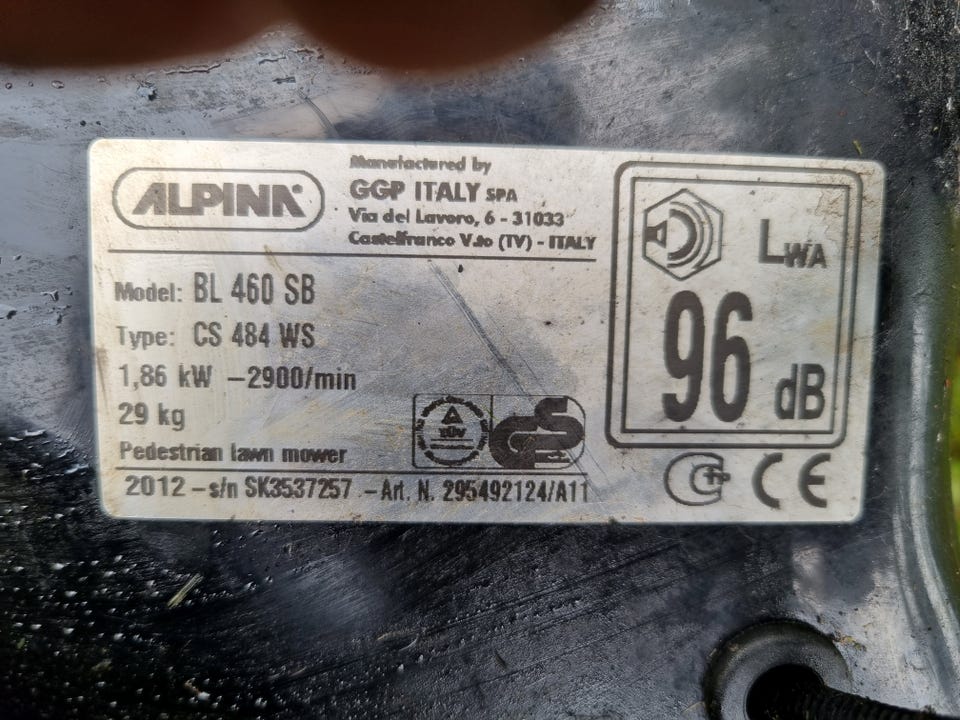 ALPINA
Manufactured by
GGP ITALY SPA
Via del Lavoro, 6 - 31033
Castelfranco V.to (TV) - ITALY
Model: BL 460 SB
Type: CS 484 WS
1,86 kW -2900/min
29 kg
Pedestrian lawn mower
2012 - s/n SK3537257 - Art. N. 295492124/A11
TÜV
GS
LWA
96 dB
CE